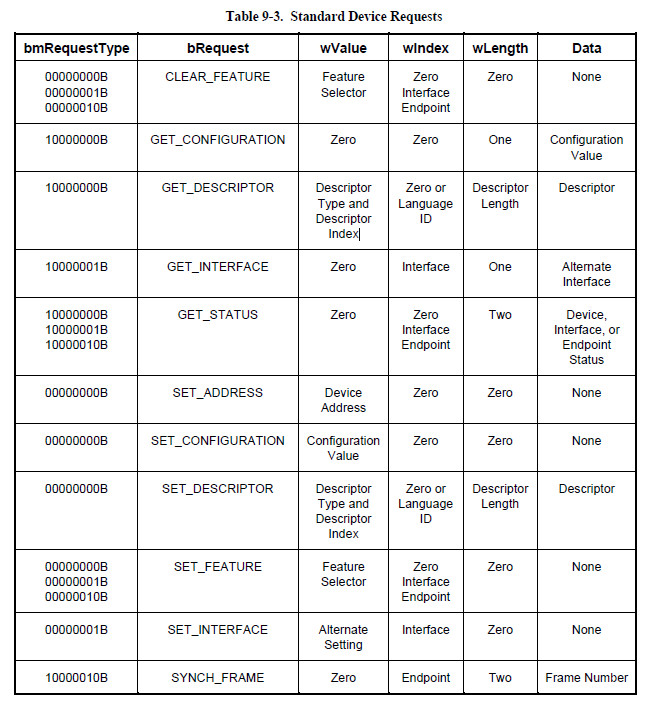 Table 9-3. Standard Device Requests
bmRequestType bRequest wValue wIndex wLength Data
00000000B CLEAR_FEATURE Feature Zero Zero None
00000001B Selector Interface
00000010B Endpoint
10000000B GET_CONFIGURATION Zero Zero One Configuration
Value
10000000B GET_DESCRIPTOR Descriptor Zero or Descriptor Descriptor
Type and Language Length
Descriptor ID
Index
10000001B GET_INTERFACE Zero Interface One Alternate
Interface
10000000B GET_STATUS Zero Zero Two Device,
10000001B Interface Interface, or
10000010B Endpoint Endpoint
Status
00000000B SET_ADDRESS Device Zero Zero None
Address
00000000B SET_CONFIGURATION Configuration Zero Zero None
Value
00000000B SET_DESCRIPTOR Descriptor Zero or Descriptor Descriptor
Type and Language Length
Descriptor ID
Index
00000000B SET_FEATURE Feature Zero Zero None
00000001B Selector Interface
00000010B Endpoint
00000001B SET_INTERFACE Alternate Interface Zero None
Setting
10000010B SYNCH_FRAME Zero Endpoint Two Frame Number